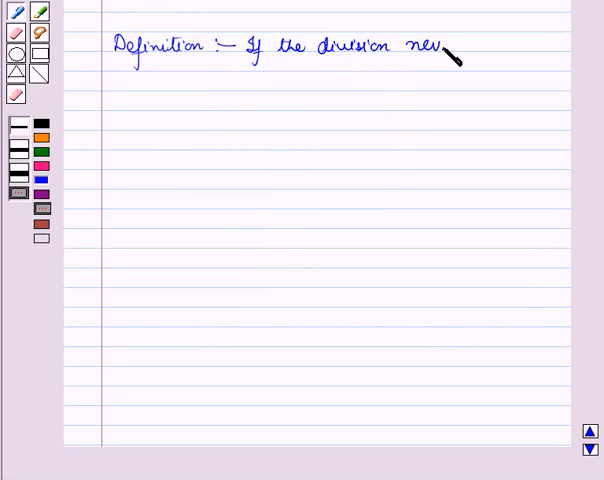 Definition :- If the division nev